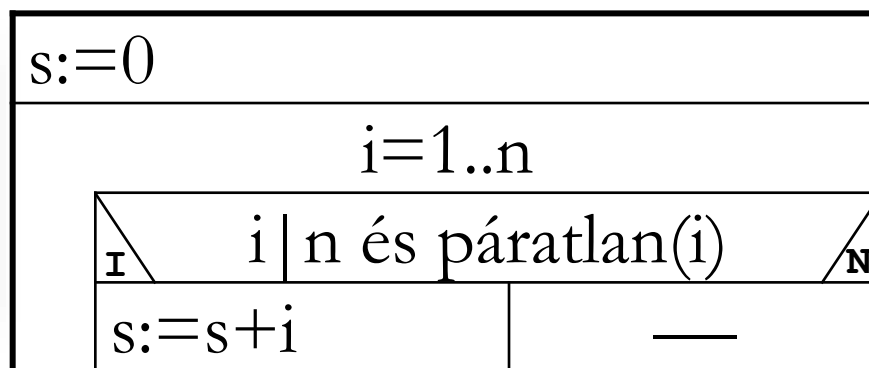 s:=0
i=1..n
I i|n és páratlan(i) N
s:=s+i —